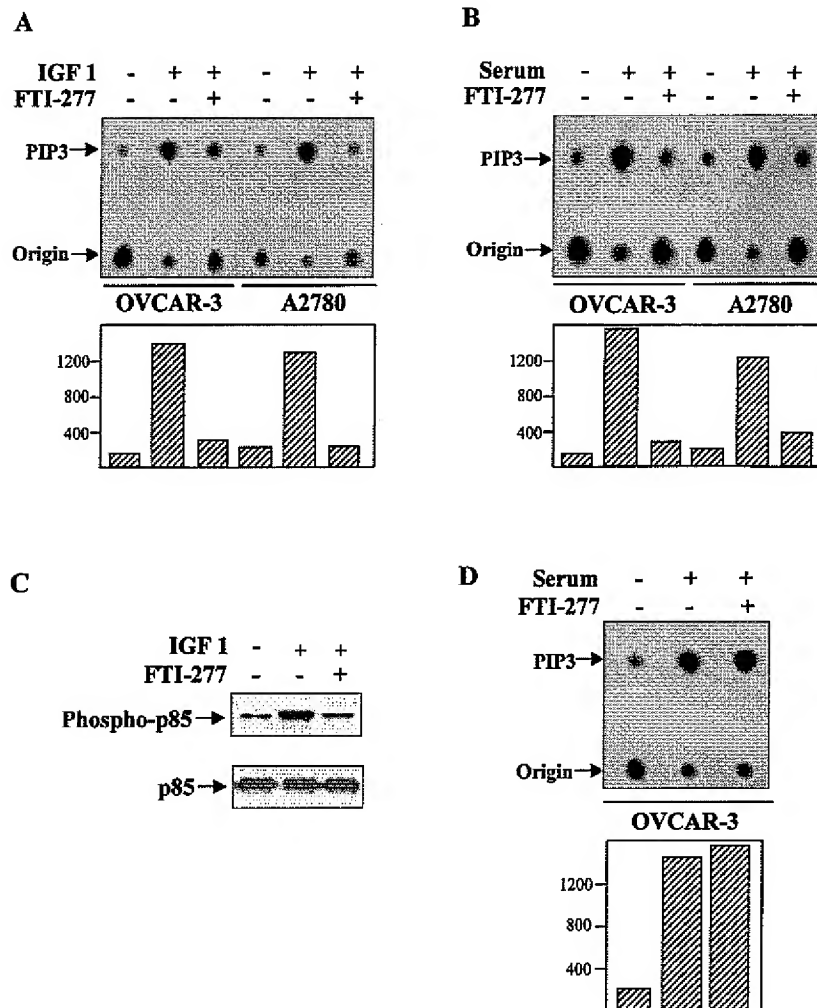 A
IGF 1 - + + - + +
FTI-277 - - + - - +
PIP3
Origin
OVCAR-3 A2780
1200
800
400
B
Serum - + + - + +
FTI-277 - - + - - +
PIP3
Origin
OVCAR-3 A2780
1200
800
400
C
IGF 1 - + +
FTI-277 - - +
Phospho-p85
p85
D
Serum - + +
FTI-277 - - +
PIP3
Origin
OVCAR-3
1200
800
400